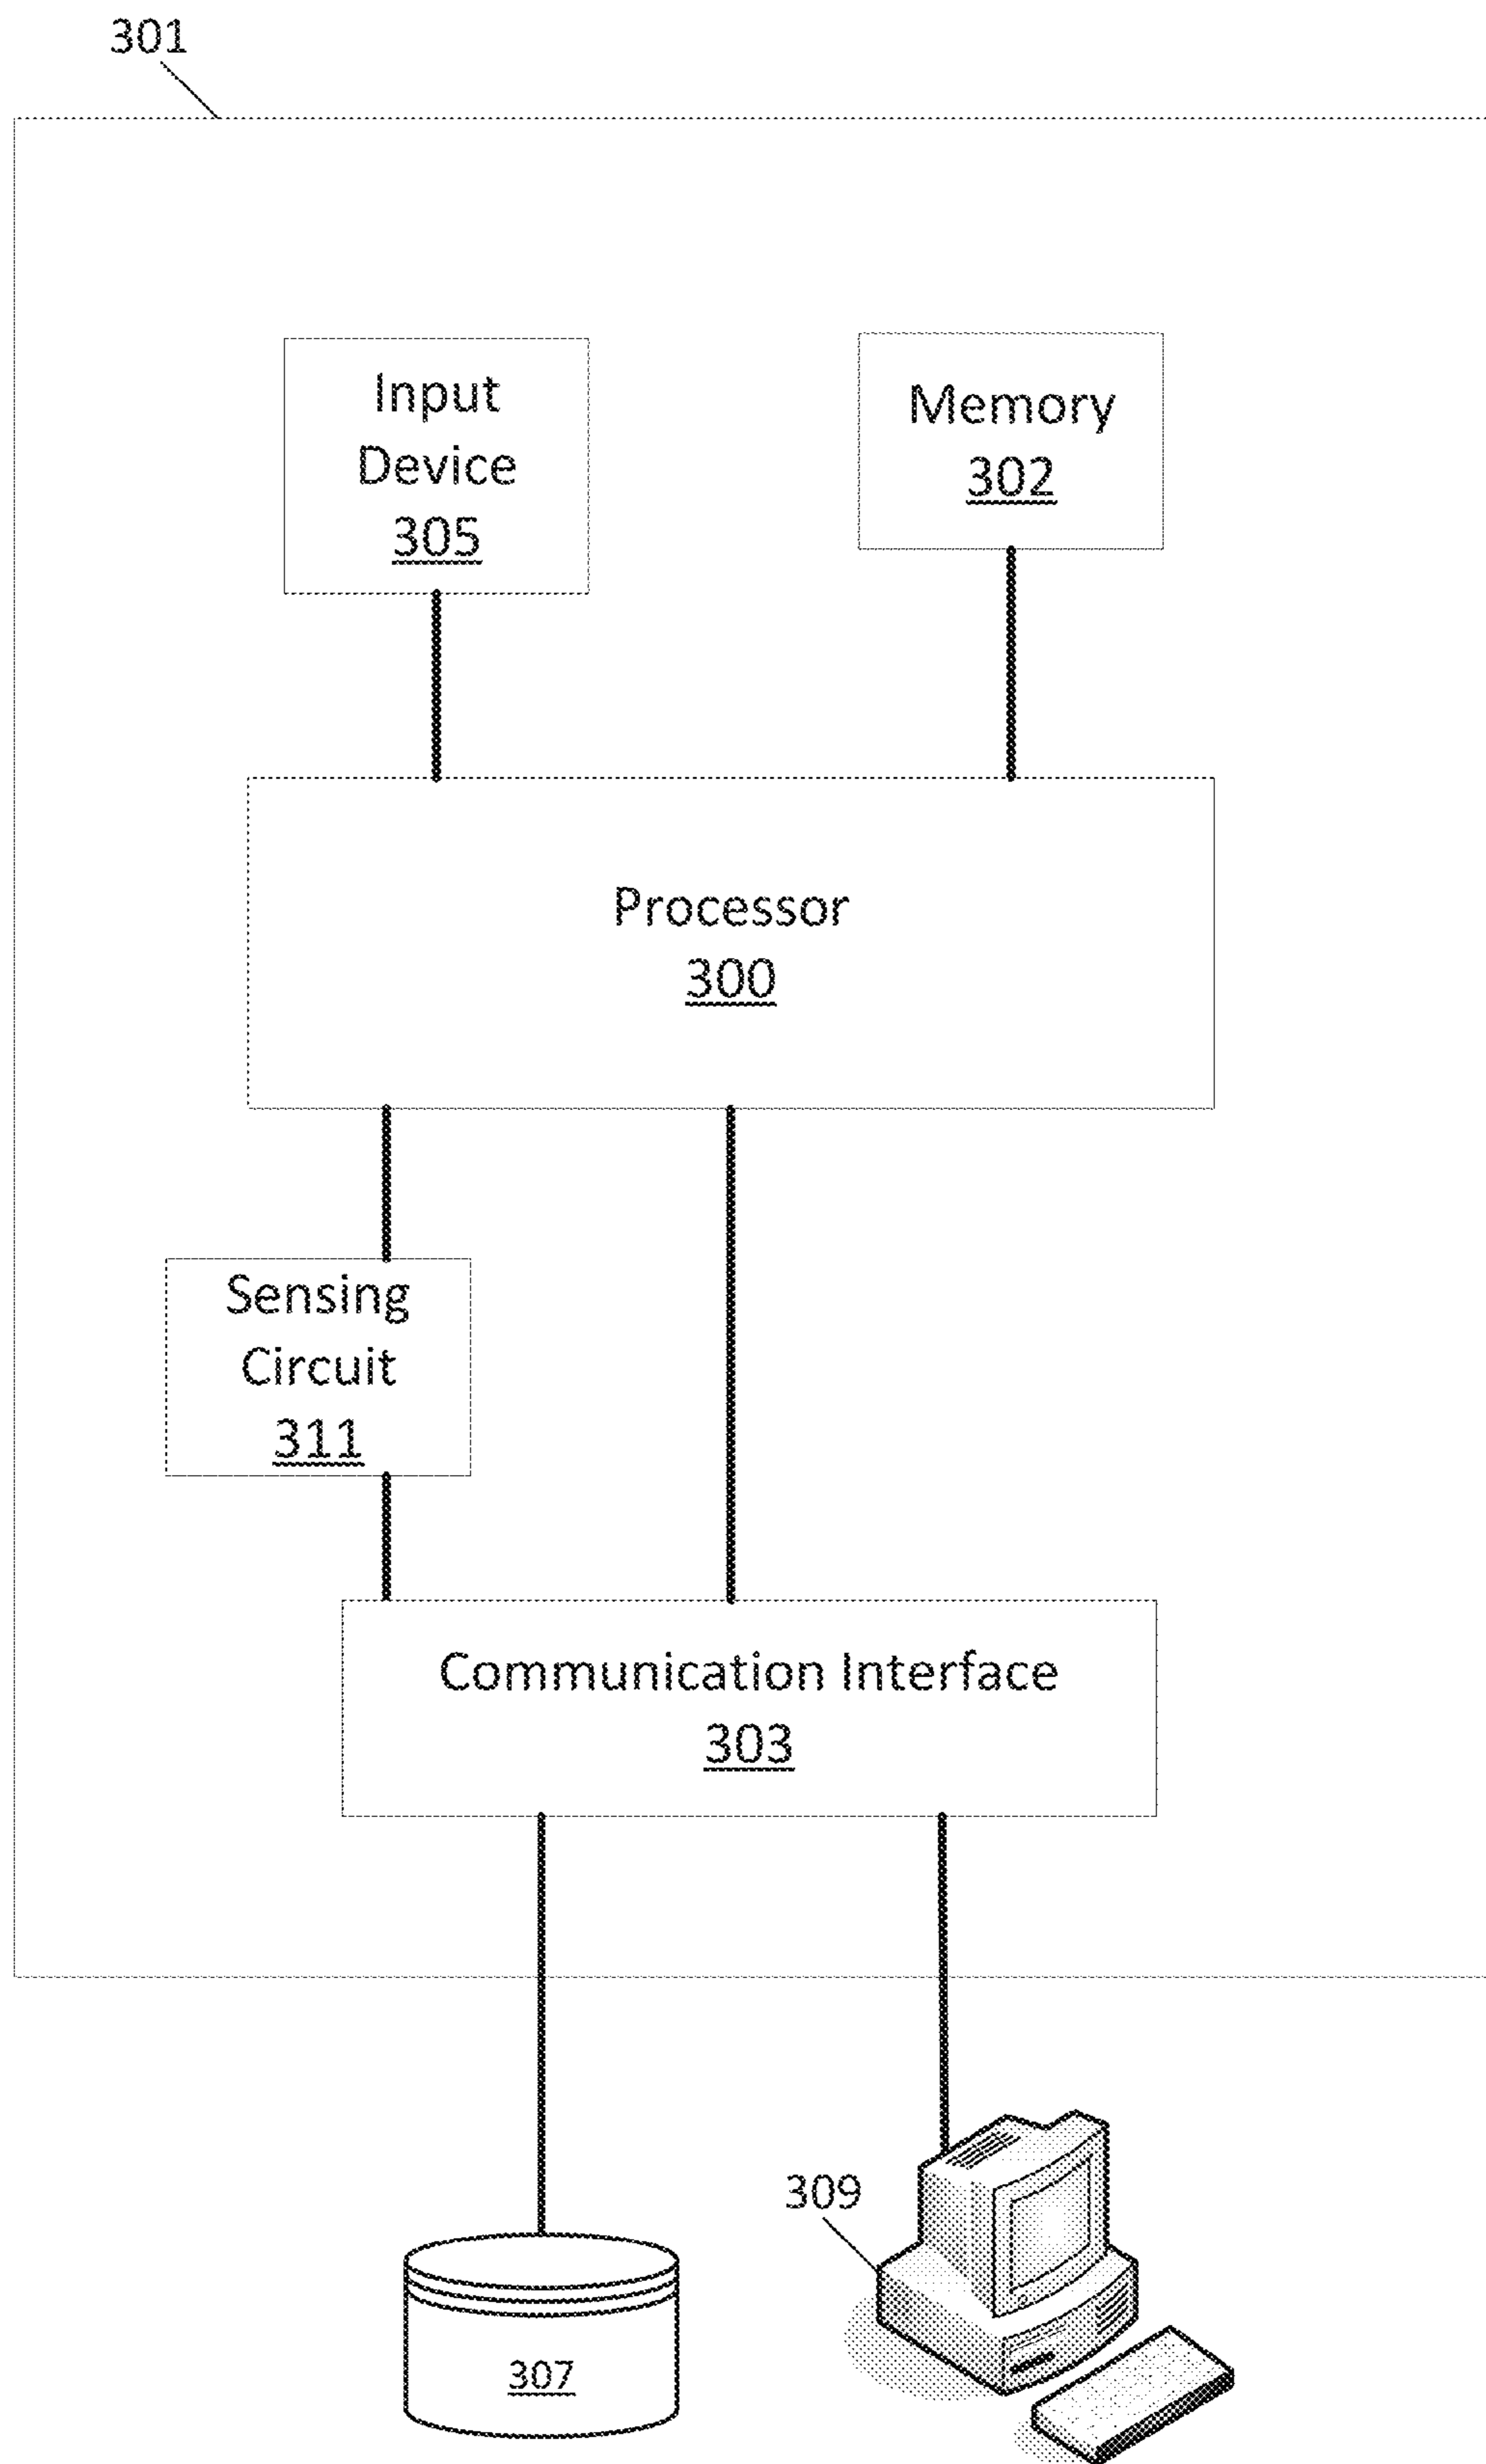 301
Input
Device
305
Memory
302
Processor
300
Sensing
Circuit
311
Communication Interface
303
309
307